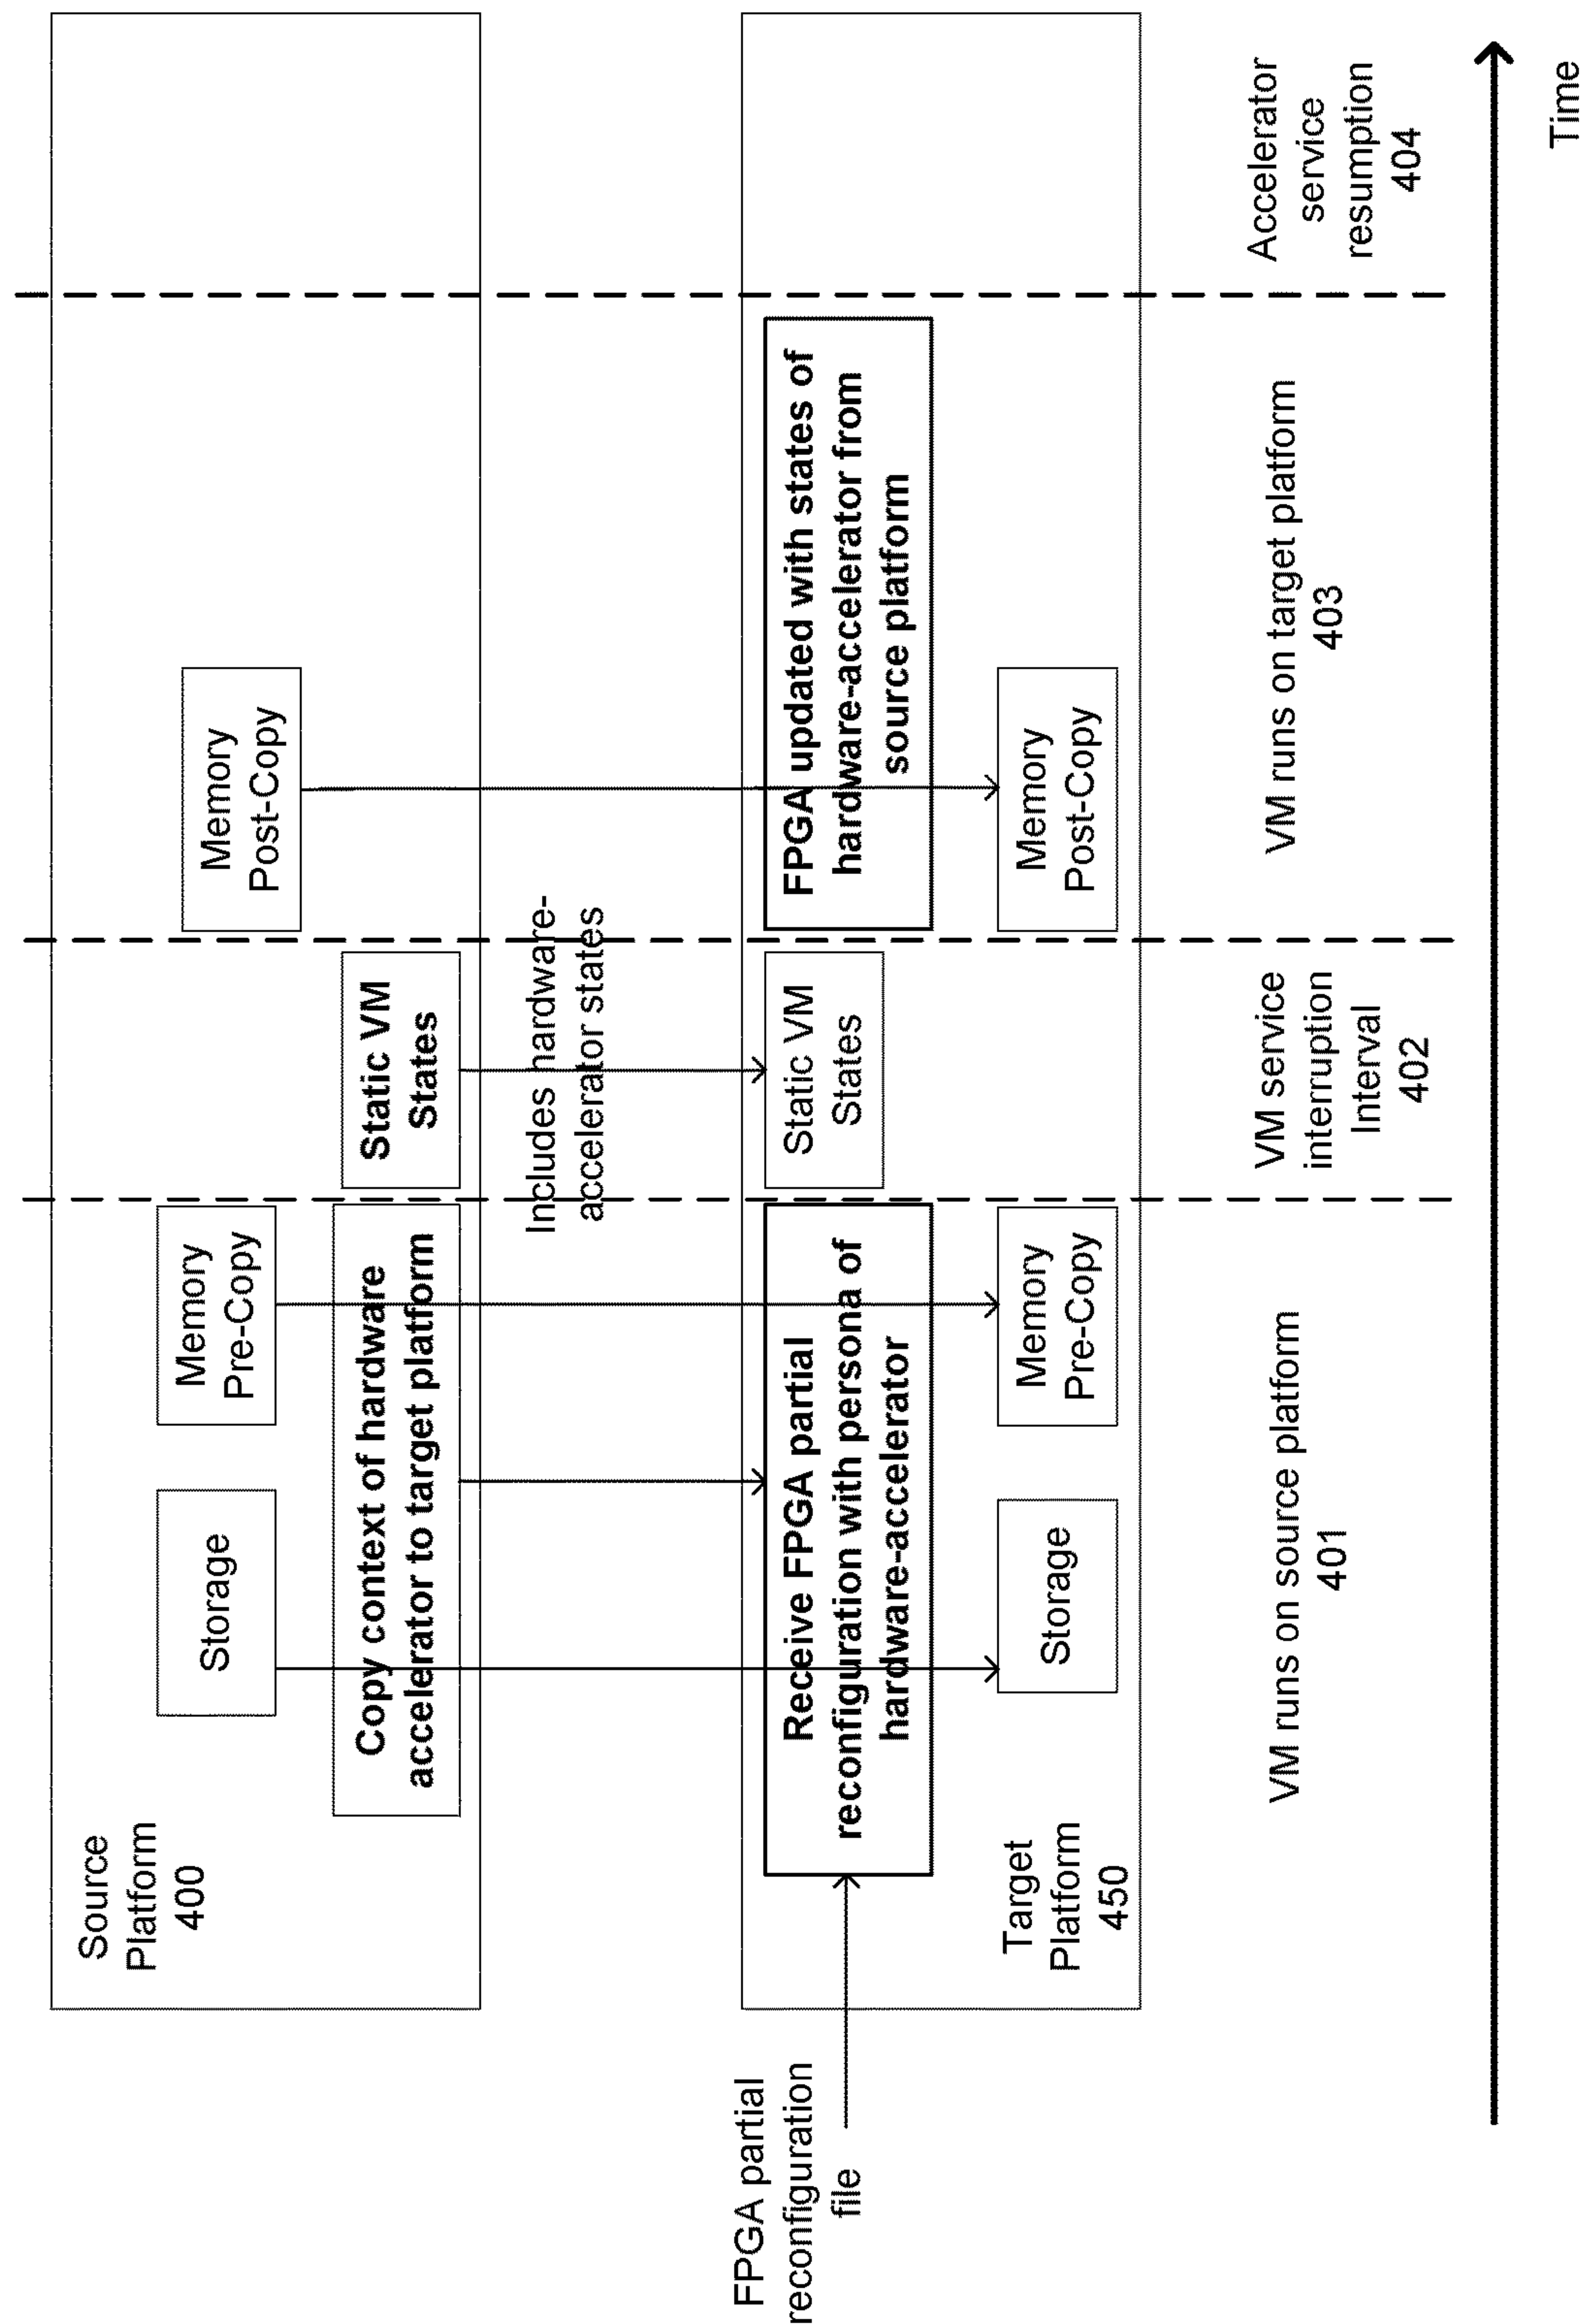 Source
Platform
400
Storage
Memory
Pre-Copy
Copy context of hardware
accelerator to target platform
Static VM
States
Memory
Post-Copy
Includes hardware-
accelerator states
FPGA partial
reconfiguration
file
Receive FPGA partial
reconfiguration with persona of
hardware-accelerator
Static VM
States
FPGA updated with states of
hardware-accelerator from
source platform
Target
Platform
450
Storage
Memory
Pre-Copy
Memory
Post-Copy
VM runs on source platform
401
VM service
interruption
Interval
402
VM runs on target platform
403
Accelerator
service
resumption
404
Time